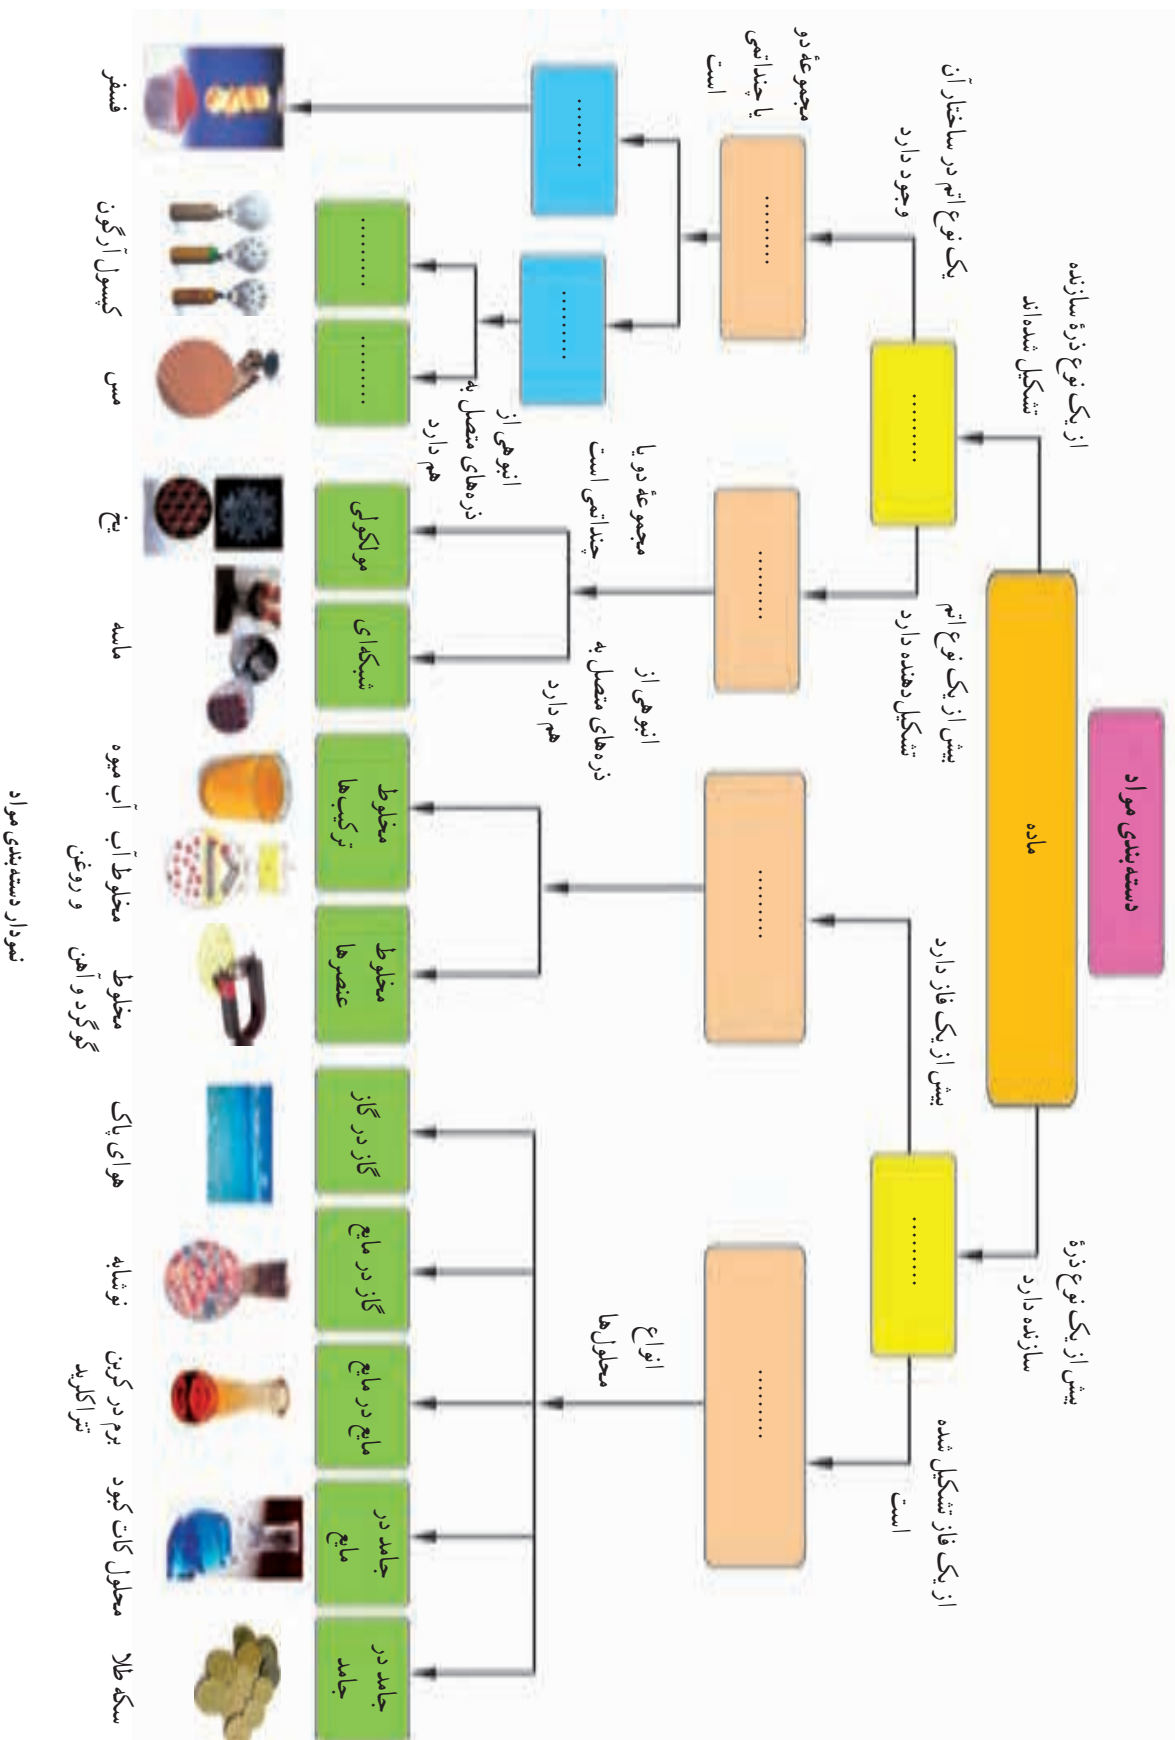 دسته‌بندی مواد
ماده
از یک نوع ذرهٔ سازنده
تشکیل شده‌اند
بیش از یک نوع ذرهٔ
سازنده دارد
.........
.........
یک نوع اتم در ساختار آن
وجود دارد
بیش از یک نوع اتم
تشکیل دهنده دارد
بیش از یک فاز دارد
از یک فاز تشکیل شده
است
.........
.........
.........
.........
مجموعهٔ دو
یا چنداتمی
است
.........
.........
انبوهی از
ذره‌های متصل به
هم دارد
مجموعهٔ دو یا
چنداتمی است
انبوهی از
ذره‌های متصل به
هم دارد
انواع
محلول‌ها
.........
.........
مولکولی
شبکه‌ای
مخلوط
ترکیب‌ها
مخلوط
عنصرها
گاز در گاز
گاز در مایع
مایع در مایع
جامد در
مایع
جامد در
جامد
فسفر
کپسول آرگون
مس
یخ
ماسه
آب میوه
مخلوط آب
و روغن
مخلوط
گوگرد و آهن
هوای پاک
نوشابه
برم در کربن
تتراکلرید
محلول کات کبود
سکه طلا
نمودار دسته‌بندی مواد